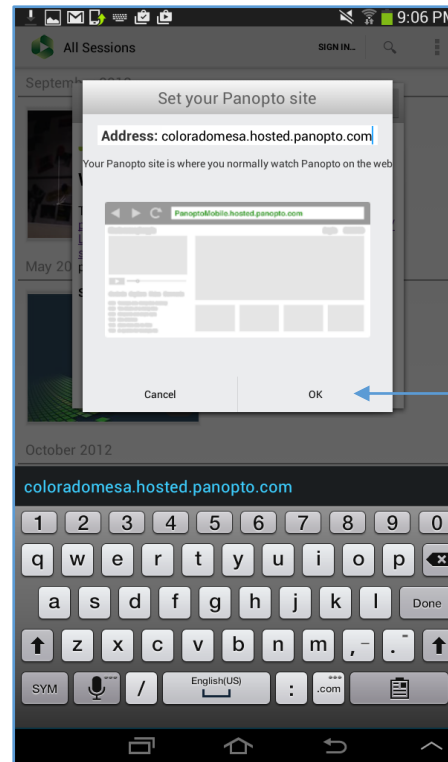 9:06 PM
All Sessions SIGN IN...
Septem
Set your Panopto site
Address: coloradomesa.hosted.panopto.com
Your Panopto site is where you normally watch Panopto on the web
PanoptoMobile.hosted.panopto.com
May 20
Cancel OK
October 2012
coloradomesa.hosted.panopto.com
1 2 3 4 5 6 7 8 9 0
q w e r t y u i o p
a s d f g h j k l Done
z x c v b n m ,- .
SYM / English(US) : .com